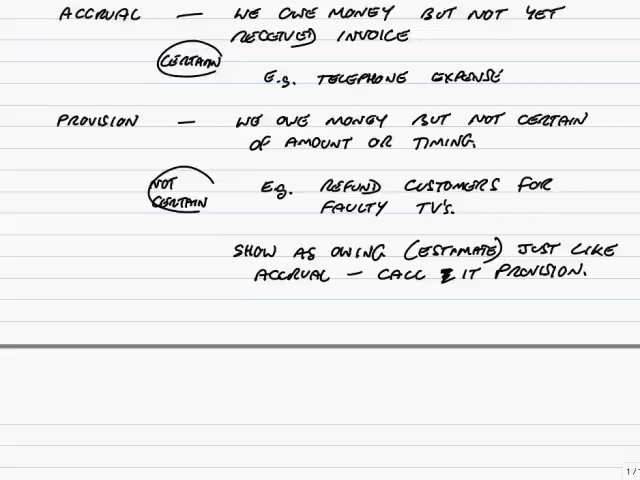 ACCRUAL — WE OWE MONEY BUT NOT YET
RECEIVED INVOICE
CERTAIN
E.g. TELEPHONE EXPENSE
PROVISION — WE OWE MONEY BUT NOT CERTAIN
OF AMOUNT OR TIMING.
NOT
CERTAIN
E.g. REFUND CUSTOMERS FOR
FAULTY TV'S.
SHOW AS OWING (ESTAMATE) JUST LIKE
ACCRUAL — CALL IT PROVISION.
1/1